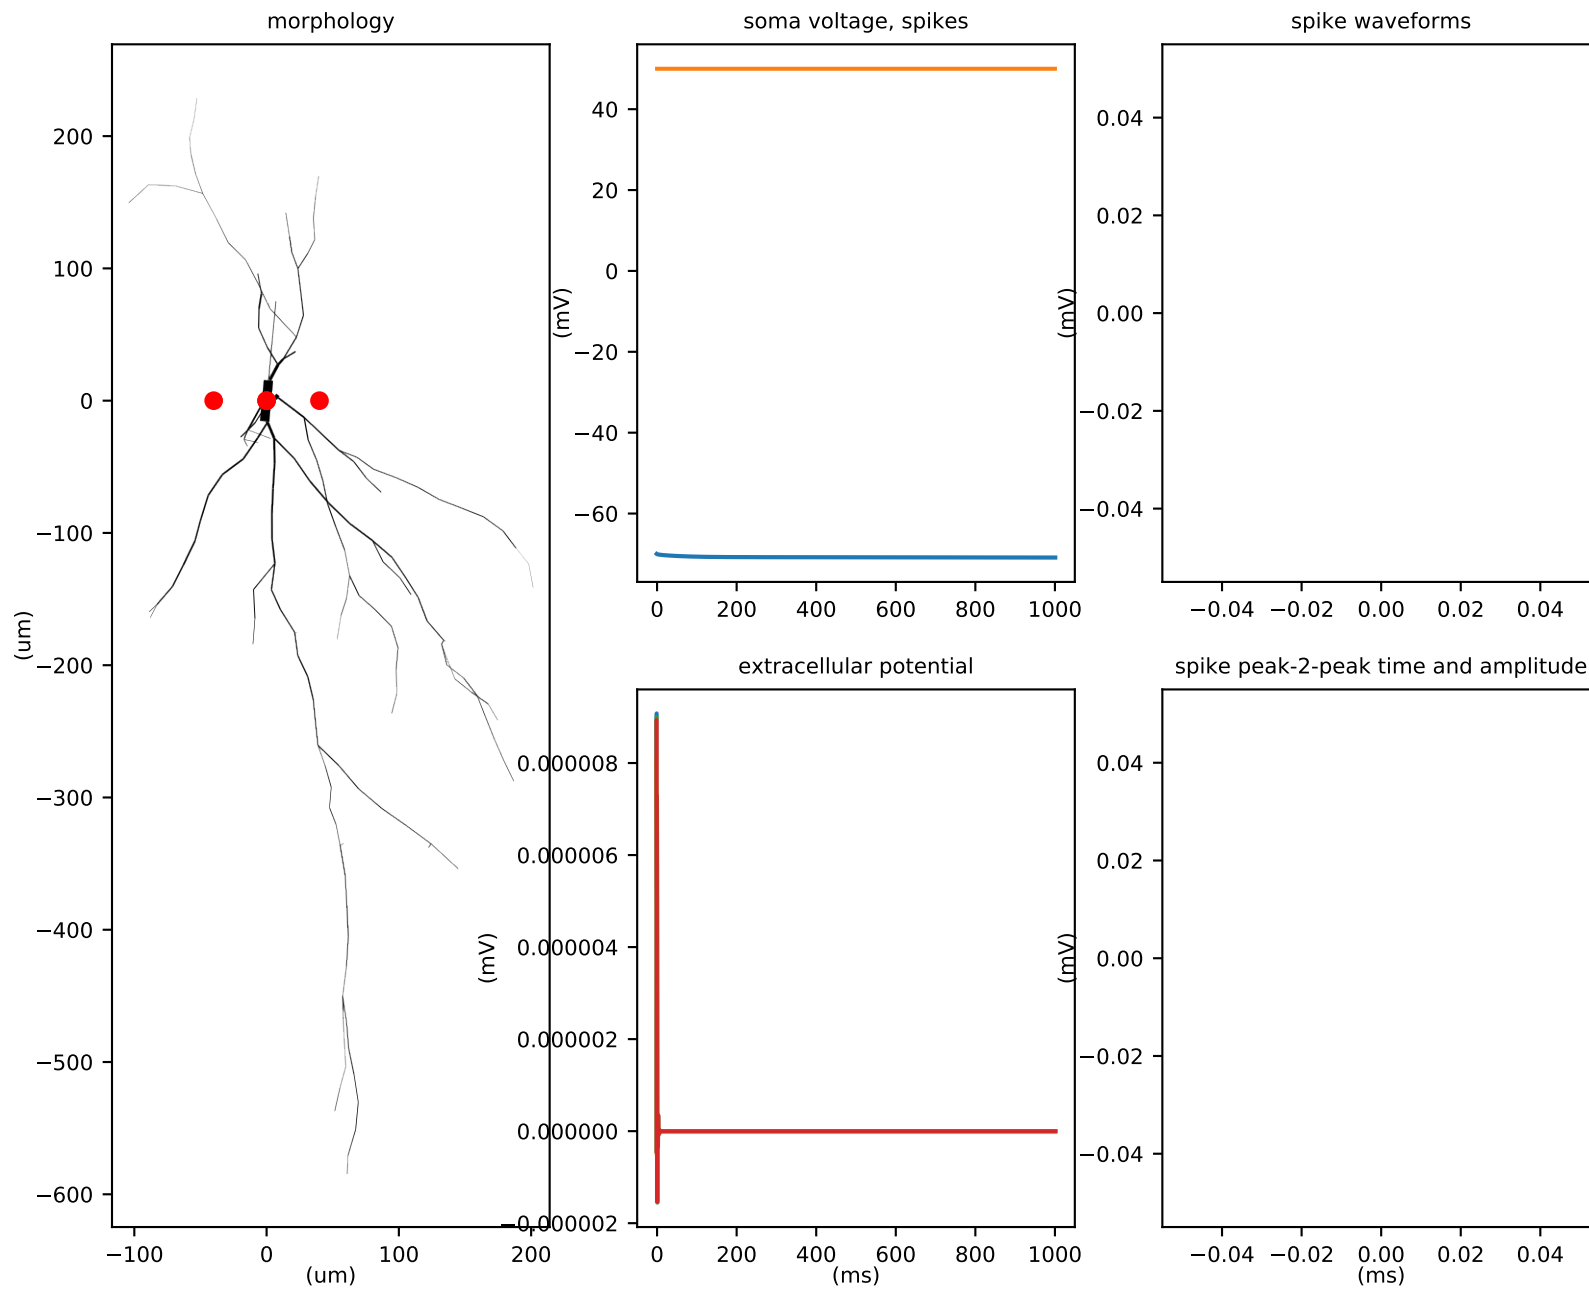 morphology
200
100
0
−100
−200
−300
−400
−500
−600
(um)
−100 0 100 200
(um)
soma voltage, spikes
40
20
0
−20
−40
−60
(mV)
0 200 400 600 800 1000
spike waveforms
0.04
0.02
0.00
−0.02
−0.04
(mV)
−0.04 −0.02 0.00 0.02 0.04
extracellular potential
0.000008
0.000006
0.000004
0.000002
0.000000
−0.000002
(mV)
0 200 400 600 800 1000
(ms)
spike peak-2-peak time and amplitude
0.04
0.02
0.00
−0.02
−0.04
(mV)
−0.04 −0.02 0.00 0.02 0.04
(ms)